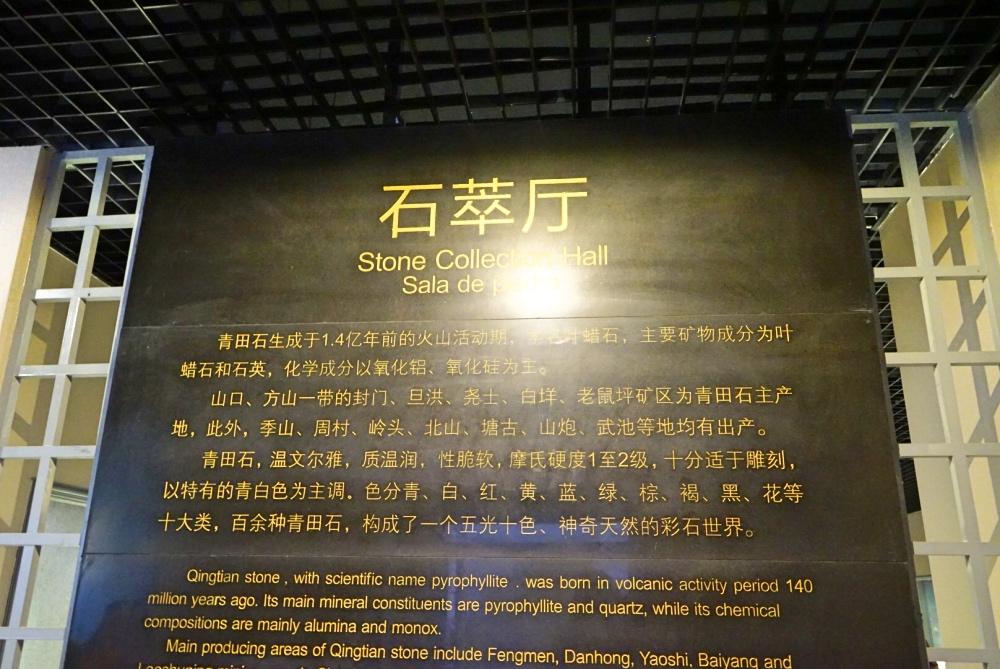 石萃厅
Stone Collection Hall
Sala de
青田石生成于1.4亿年前的火山活动期，蜡石，主要矿物成分为叶
蜡石和石英，化学成分以氧化铝、氧化硅为主。
山口、方山一带的封门、旦洪、尧士、白垟、老鼠坪矿区为青田石主产
地，此外，季山、周村、岭头、北山、塘古、山炮、武池等地均有出产。
青田石，温文尔雅，质温润，性脆软，摩氏硬度1至2级，十分适于雕刻，
以特有的青白色为主调。色分青、白、红、黄、蓝、绿、棕、褐、黑、花等
十大类，百余种青田石，构成了一个五光十色、神奇天然的彩石世界。
Qingtian stone , with scientific name pyrophyllite . was born in volcanic activity period 140
million years ago. Its main mineral constituents are pyrophyllite and quartz, while its chemical
compositions are mainly alumina and monox.
Main producing areas of Qingtian stone include Fengmen, Danhong, Yaoshi, Baiyang and